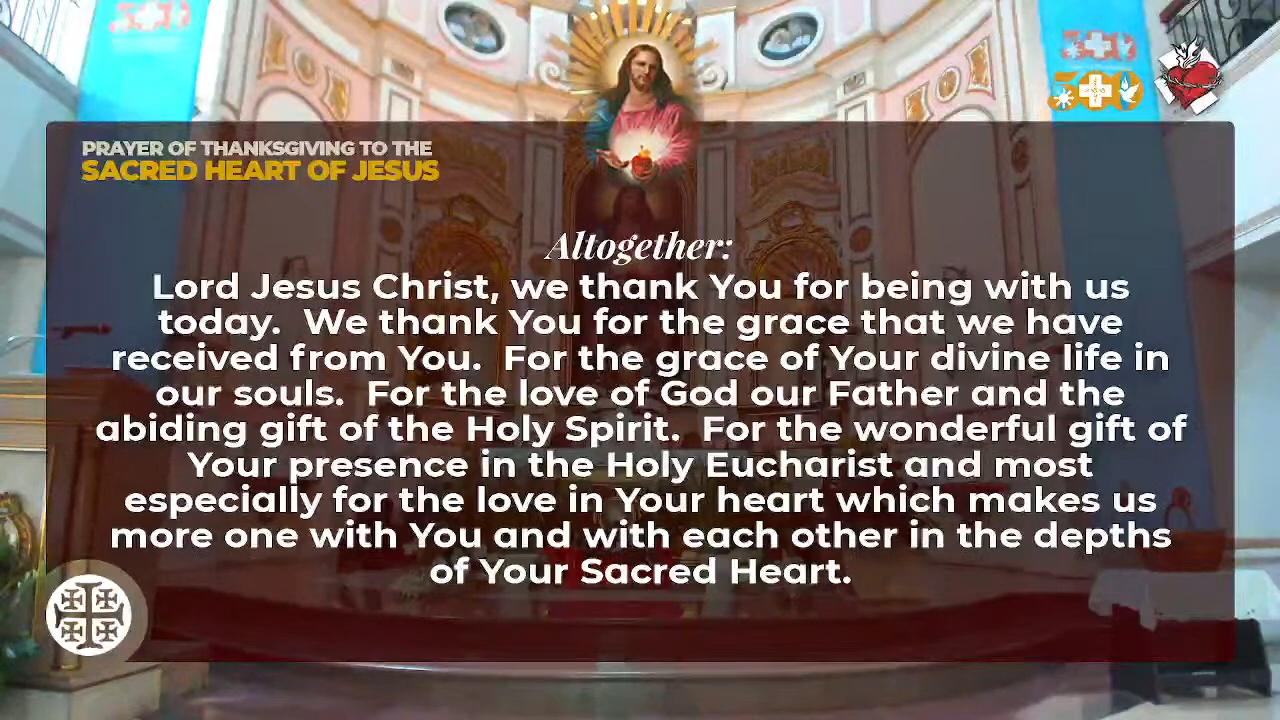 500
500
PRAYER OF THANKSGIVING TO THE
SACRED HEART OF JESUS
Altogether:
Lord Jesus Christ, we thank You for being with us
today.  We thank You for the grace that we have
received from You.  For the grace of Your divine life in
our souls.  For the love of God our Father and the
abiding gift of the Holy Spirit.  For the wonderful gift of
Your presence in the Holy Eucharist and most
especially for the love in Your heart which makes us
more one with You and with each other in the depths
of Your Sacred Heart.